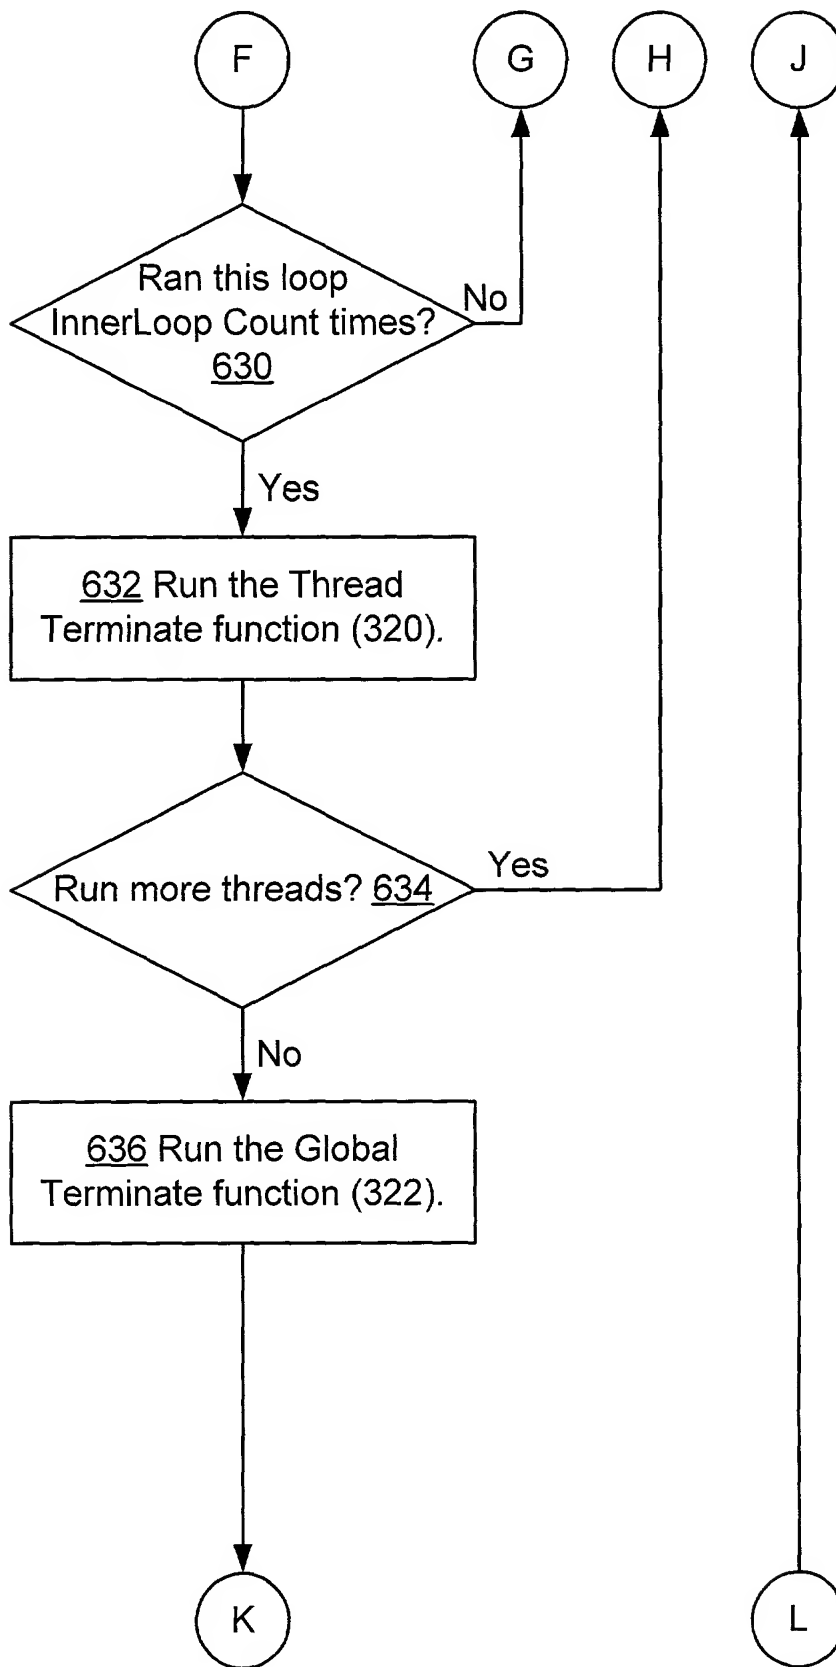 F
G
H
J
Ran this loop
InnerLoop Count times?
630
No
Yes
632 Run the Thread
Terminate function (320).
Run more threads? 634
Yes
No
636 Run the Global
Terminate function (322).
K
L